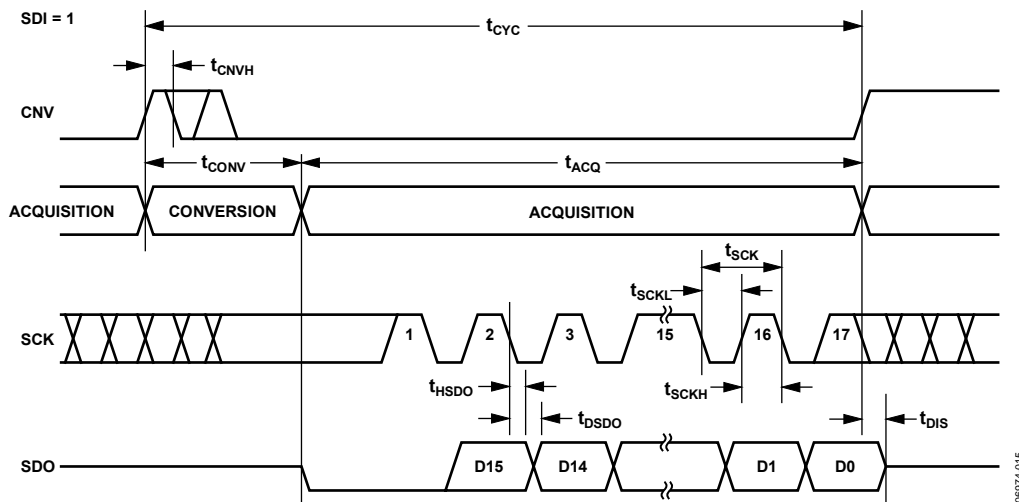 SDI = 1
tCYC
tCNVH
CNV
tCONV
tACQ
ACQUISITION
CONVERSION
ACQUISITION
tSCK
tSCKL
SCK
1
2
3
15
16
17
tHSDO
tDSDO
tSCKH
tDIS
SDO
D15
D14
D1
D0